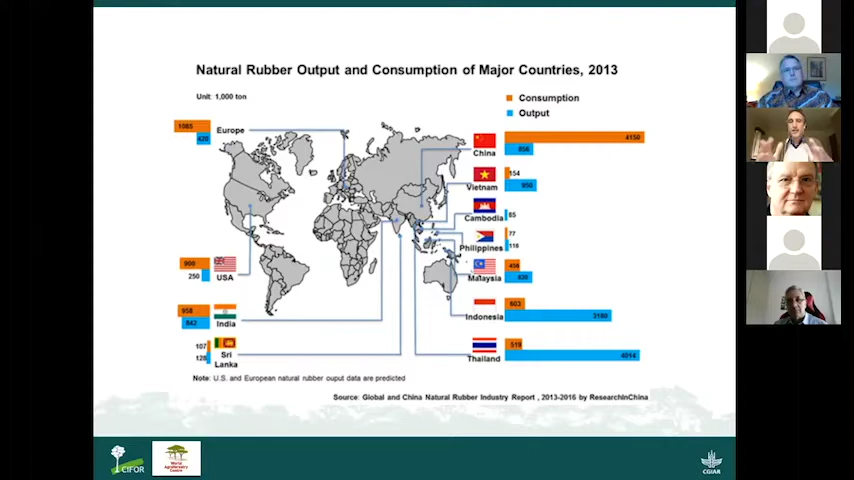 Natural Rubber Output and Consumption of Major Countries, 2013
Unit: 1,000 ton
Consumption
Output
1085
420
Europe
China
4150
856
Vietnam
154
950
Cambodia
85
Philippines
77
116
900
250
USA
Malaysia
456
820
958
842
India
Indonesia
603
3180
107
128
Sri
Lanka
Thailand
519
4014
Note: U.S. and European natural rubber ouput data are predicted
Source: Global and China Natural Rubber Industry Report , 2013-2016 by ResearchInChina
CIFOR
World
Agroforestry
Centre
CGIAR